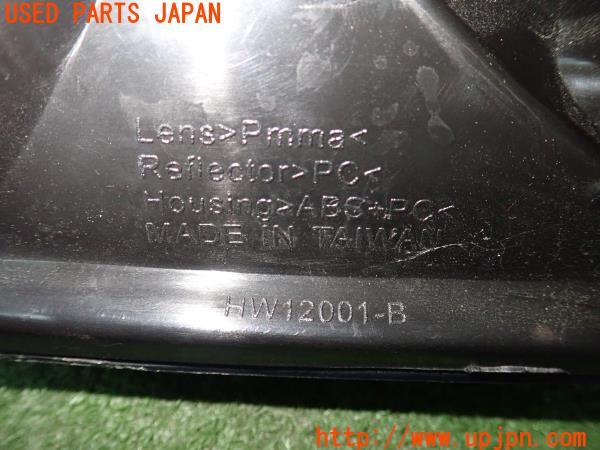 USED PARTS JAPAN
Lens>Pmma<
Reflector>PC<
Housing>ABS+PC<
MADE IN TAIWAN
HW12001-B
http://www.upjpn.com